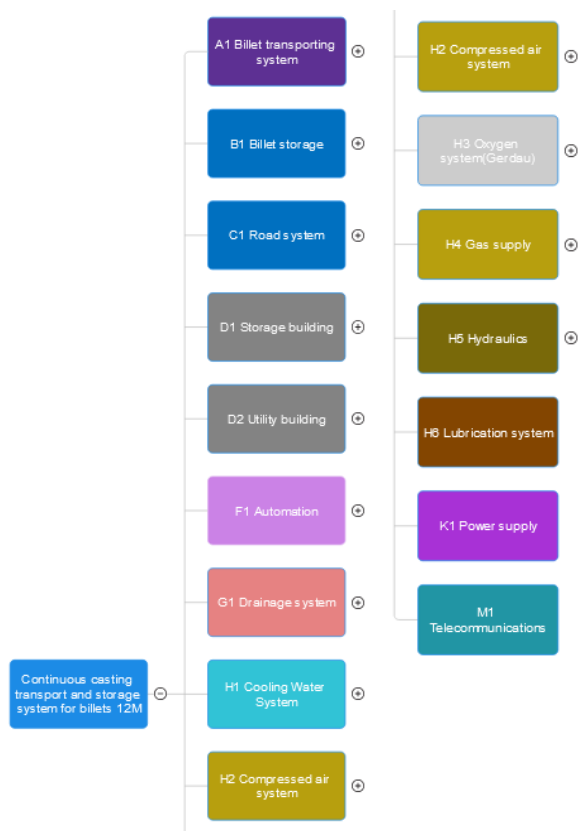 A1 Billet transporting
system
B1 Billet storage
C1 Road system
D1 Storage building
D2 Utility building
F1 Automation
G1 Drainage system
Continuous casting
transport and storage
system for billets 12M
H1 Cooling Water
System
H2 Compressed air
system
H2 Compressed air
system
H3 Oxygen
system(Gerdau)
H4 Gas supply
H5 Hydraulics
H6 Lubrication system
K1 Power supply
M1
Telecommunications